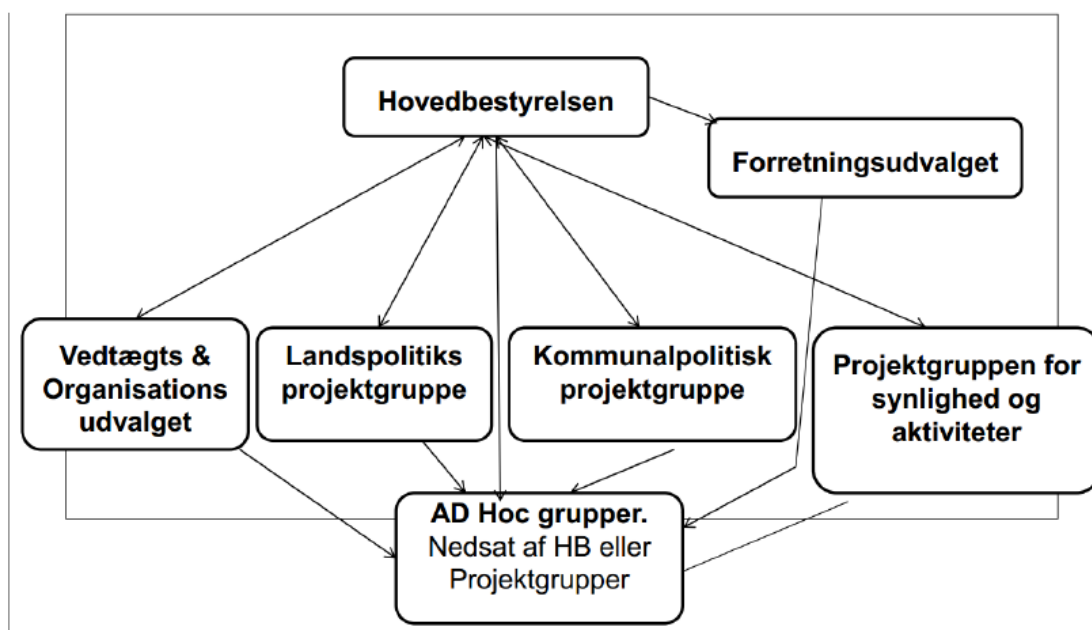 Hovedbestyrelsen
Forretningsudvalget
Vedtægts &
Organisations
udvalget
Landspolitiks
projektgruppe
Kommunalpolitisk
projektgruppe
Projektgruppen for
synlighed og
aktiviteter
AD Hoc grupper.
Nedsat af HB eller
Projektgrupper